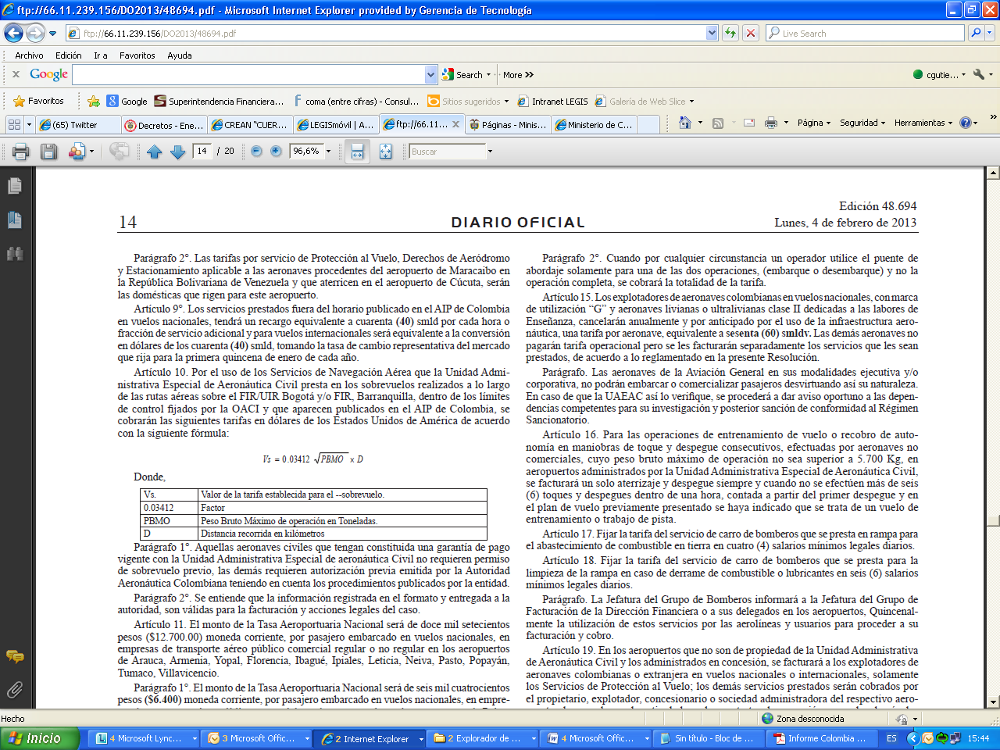 ftp://66.11.239.156/DO2013/48694.pdf - Microsoft Internet Explorer provided by Gerencia de Tecnología
ftp://66.11.239.156/DO2013/48694.pdf
Live Search
Archivo Edición Ir a Favoritos Ayuda
x Google Search More >> cgutie...
Favoritos Google Superintendencia Financiera... coma (entre cifras) - Consul... Sitios sugeridos Intranet LEGIS Galería de Web Slice
(65) Twitter Decretos - Ene... CREAN "CUER... LEGISmóvil | A... ftp://66.11... Páginas - Minis... Ministerio de C... Página Seguridad Herramientas
14 / 20 96,6% Buscar
14 DIARIO OFICIAL
Edición 48.694
Lunes, 4 de febrero de 2013
Parágrafo 2°. Las tarifas por servicio de Protección al Vuelo, Derechos de Aeródromo
y Estacionamiento aplicable a las aeronaves procedentes del aeropuerto de Maracaibo en
la República Bolivariana de Venezuela y que aterricen en el aeropuerto de Cúcuta, serán
las domésticas que rigen para este aeropuerto.
Artículo 9°. Los servicios prestados fuera del horario publicado en el AIP de Colombia
en vuelos nacionales, tendrá un recargo equivalente a cuarenta (40) smld por cada hora o
fracción de servicio adicional y para vuelos internacionales será equivalente a la conversión
en dólares de los cuarenta (40) smld, tomando la tasa de cambio representativa del mercado
que rija para la primera quincena de enero de cada año.
Artículo 10. Por el uso de los Servicios de Navegación Aérea que la Unidad Admi-
nistrativa Especial de Aeronáutica Civil presta en los sobrevuelos realizados a lo largo
de las rutas aéreas sobre el FIR/UIR Bogotá y/o FIR, Barranquilla, dentro de los límites
de control fijados por la OACI y que aparecen publicados en el AIP de Colombia, se
cobrarán las siguientes tarifas en dólares de los Estados Unidos de América de acuerdo
con la siguiente fórmula:
Vs = 0.03412 √PBMO x D
Donde,
Vs. Valor de la tarifa establecida para el --sobrevuelo.
0.03412 Factor
PBMO Peso Bruto Máximo de operación en Toneladas.
D Distancia recorrida en kilómetros
Parágrafo 1°. Aquellas aeronaves civiles que tengan constituida una garantía de pago
vigente con la Unidad Administrativa Especial de aeronáutica Civil no requieren permiso
de sobrevuelo previo, las demás requieren autorización previa emitida por la Autoridad
Aeronáutica Colombiana teniendo en cuenta los procedimientos publicados por la entidad.
Parágrafo 2°. Se entiende que la información registrada en el formato y entregada a la
autoridad, son válidas para la facturación y acciones legales del caso.
Artículo 11. El monto de la Tasa Aeroportuaria Nacional será de doce mil setecientos
pesos ($12.700.00) moneda corriente, por pasajero embarcado en vuelos nacionales, en
empresas de transporte aéreo público comercial regular o no regular en los aeropuertos
de Arauca, Armenia, Yopal, Florencia, Ibagué, Ipiales, Leticia, Neiva, Pasto, Popayán,
Tumaco, Villavicencio.
Parágrafo 1°. El monto de la Tasa Aeroportuaria Nacional será de seis mil cuatrocientos
pesos ($6.400) moneda corriente, por pasajero embarcado en vuelos nacionales, en empre-
Parágrafo 2°. Cuando por cualquier circunstancia un operador utilice el puente de
abordaje solamente para una de las dos operaciones, (embarque o desembarque) y no la
operación completa, se cobrará la totalidad de la tarifa.
Artículo 15. Los explotadores de aeronaves colombianas en vuelos nacionales, con marca
de utilización “G” y aeronaves livianas o ultralivianas clase II dedicadas a las labores de
Enseñanza, cancelarán anualmente y por anticipado por el uso de la infraestructura aero-
náutica, una tarifa por aeronave, equivalente a sesenta (60) smldv. Las demás aeronaves no
pagarán tarifa operacional pero se les facturarán separadamente los servicios que les sean
prestados, de acuerdo a lo reglamentado en la presente Resolución.
Parágrafo. Las aeronaves de la Aviación General en sus modalidades ejecutiva y/o
corporativa, no podrán embarcar o comercializar pasajeros desvirtuando así su naturaleza.
En caso de que la UAEAC así lo verifique, se procederá a dar aviso oportuno a las depen-
dencias competentes para su investigación y posterior sanción de conformidad al Régimen
Sancionatorio.
Artículo 16. Para las operaciones de entrenamiento de vuelo o recobro de auto-
nomía en maniobras de toque y despegue consecutivos, efectuadas por aeronaves no
comerciales, cuyo peso bruto máximo de operación no sea superior a 5.700 Kg, en
aeropuertos administrados por la Unidad Administrativa Especial de Aeronáutica Civil,
se facturará un solo aterrizaje y despegue siempre y cuando no se efectúen más de seis
(6) toques y despegues dentro de una hora, contada a partir del primer despegue y en
el plan de vuelo previamente presentado se haya indicado que se trata de un vuelo de
entrenamiento o trabajo de pista.
Artículo 17. Fijar la tarifa del servicio de carro de bomberos que se presta en rampa para
el abastecimiento de combustible en tierra en cuatro (4) salarios mínimos legales diarios.
Artículo 18. Fijar la tarifa del servicio de carro de bomberos que se presta para la
limpieza de la rampa en caso de derrame de combustible o lubricantes en seis (6) salarios
mínimos legales diarios.
Parágrafo. La Jefatura del Grupo de Bomberos informará a la Jefatura del Grupo de
Facturación de la Dirección Financiera o a sus delegados en los aeropuertos, Quincenal-
mente la utilización de estos servicios por las aerolíneas y usuarios para proceder a su
facturación y cobro.
Artículo 19. En los aeropuertos que no son de propiedad de la Unidad Administrativa
de Aeronáutica Civil y los administrados en concesión, se facturará a los explotadores de
aeronaves colombianas o extranjera en vuelos nacionales o internacionales, solamente
los Servicios de Protección al Vuelo; los demás servicios prestados serán cobrados por
el propietario, explotador, concesionario o sociedad administradora del respectivo aero-
Hecho Zona desconocida
Inicio 4 Microsoft Lync... 3 Microsoft Offic... 2 Internet Explorer 2 Explorador de ... 4 Microsoft Offic... Sin título - Bloc de ... Informe Colombia ... ES 15:44